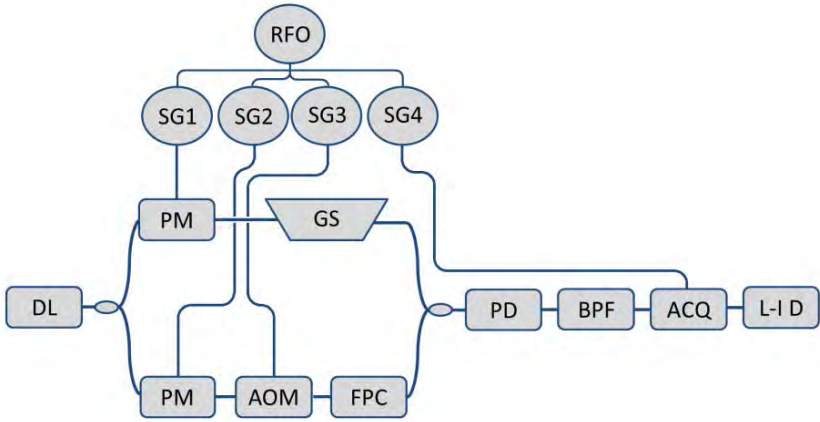 RFO
SG1 SG2 SG3 SG4
PM GS
DL PD BPF ACQ L-I D
PM AOM FPC